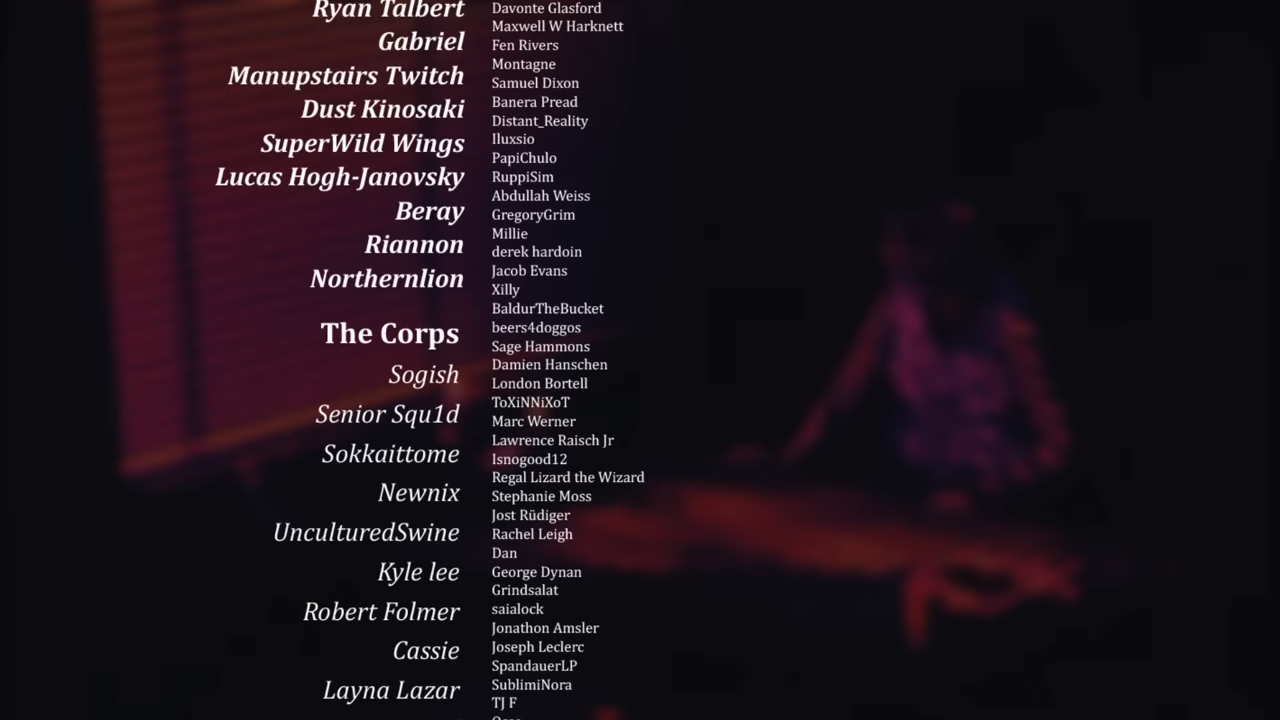 Ryan Talbert
Gabriel
Manupstairs Twitch
Dust Kinosaki
SuperWild Wings
Lucas Hogh-Janovsky
Beray
Riannon
Northernlion
The Corps
Sogish
Senior Squ1d
Sokkaittome
Newnix
UnculturedSwine
Kyle lee
Robert Folmer
Cassie
Layna Lazar
Davonte Glasford
Maxwell W Harknett
Fen Rivers
Montagne
Samuel Dixon
Banera Pread
Distant_Reality
Iluxsio
PapiChulo
RuppiSim
Abdullah Weiss
GregoryGrim
Millie
derek hardoin
Jacob Evans
Xilly
BaldurTheBucket
beers4doggos
Sage Hammons
Damien Hanschen
London Bortell
ToXiNNiXoT
Marc Werner
Lawrence Raisch Jr
Isnogood12
Regal Lizard the Wizard
Stephanie Moss
Jost Rüdiger
Rachel Leigh
Dan
George Dynan
Grindsalat
saialock
Jonathon Amsler
Joseph Leclerc
SpandauerLP
SublimiNora
TJ F